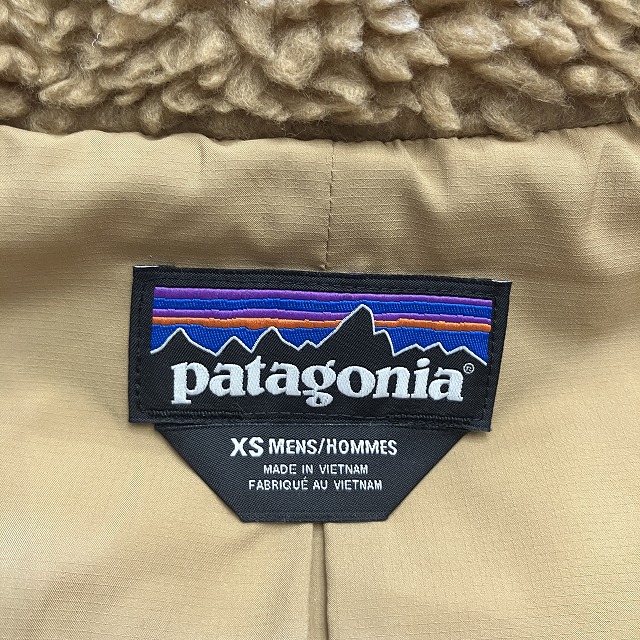 patagonia®
XS MENS/HOMMES
MADE IN VIETNAM
FABRIQUÉ AU VIETNAM